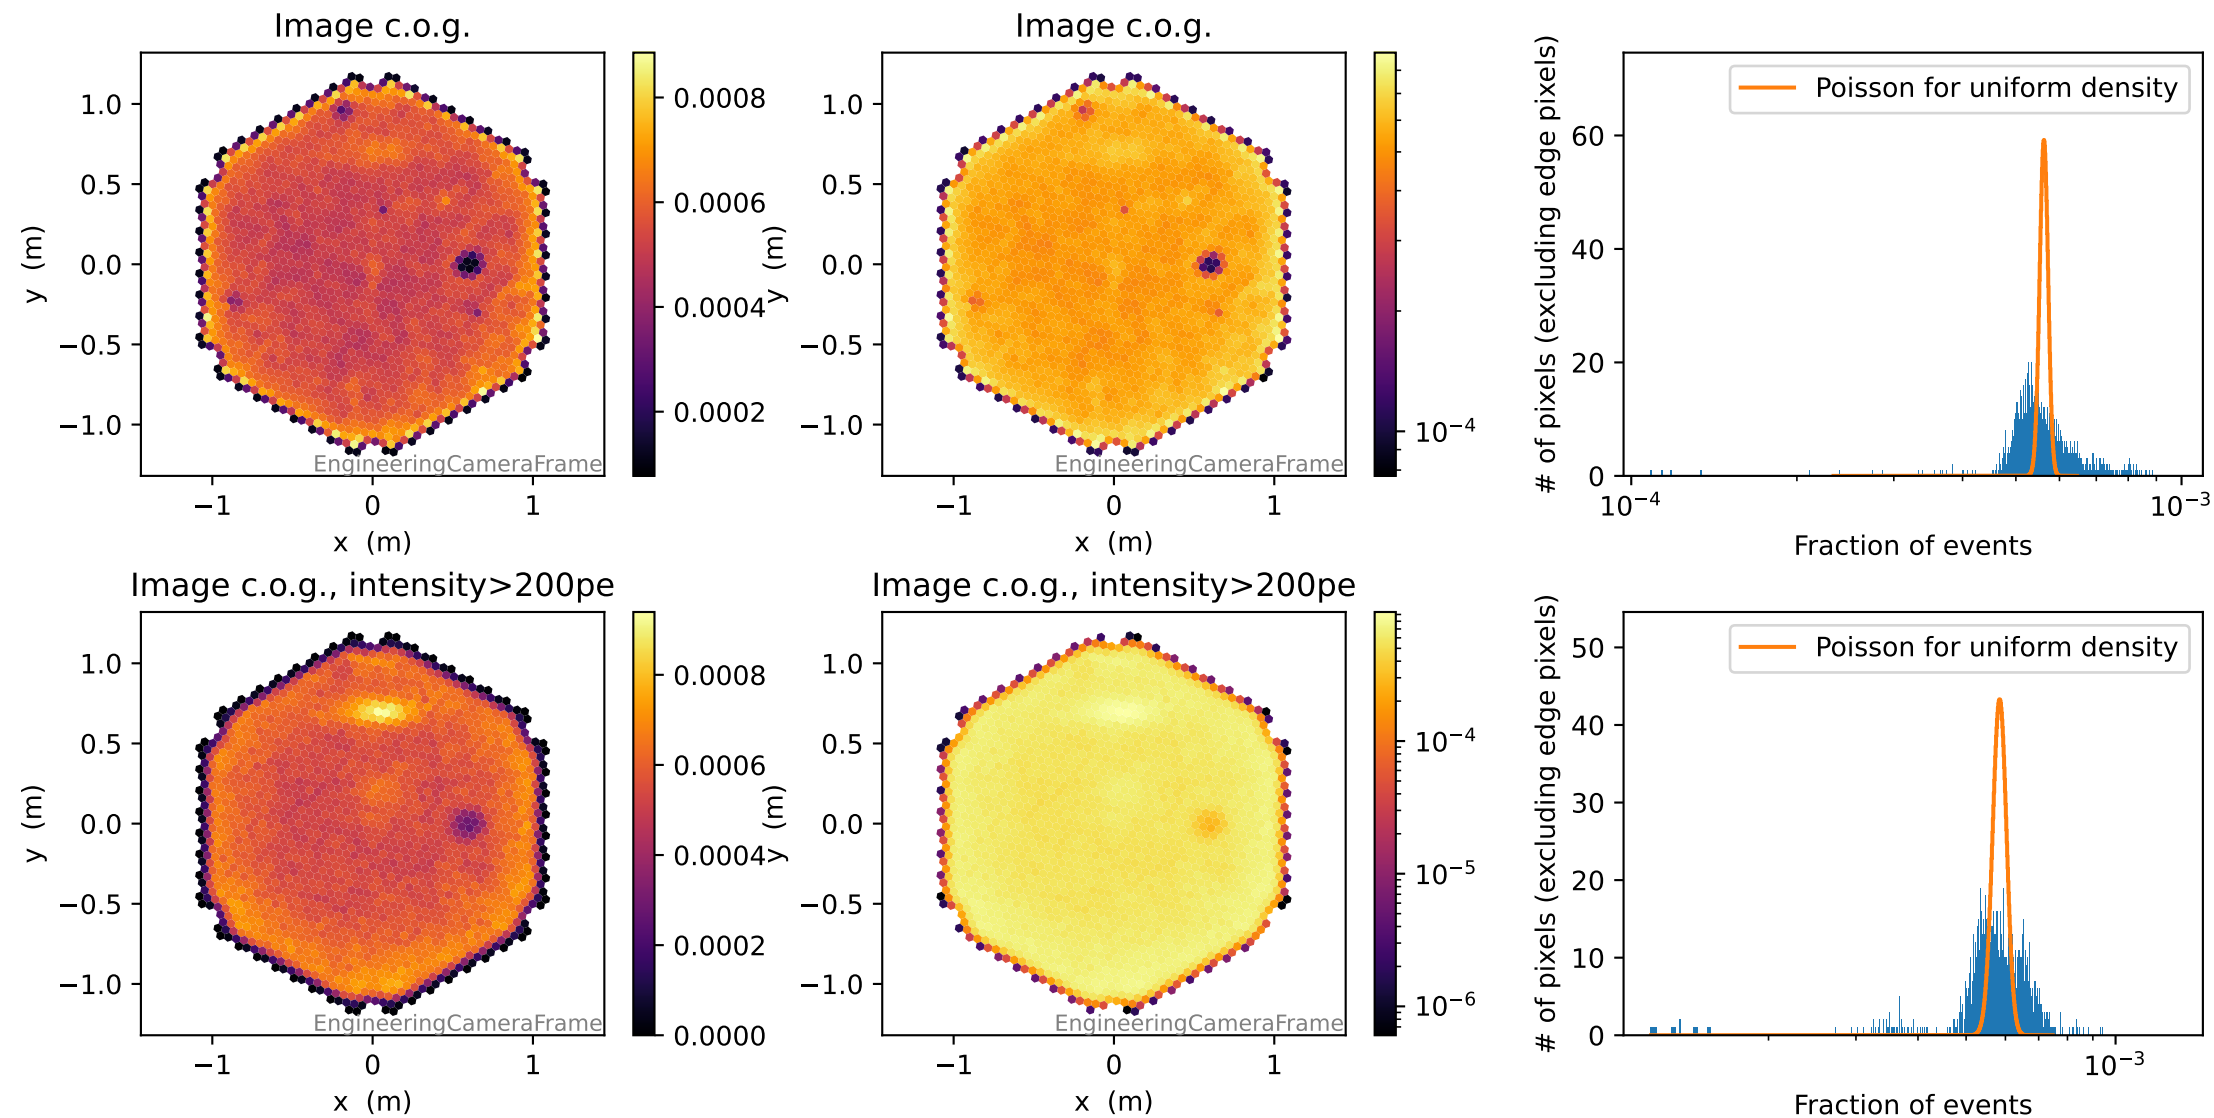 Image c.o.g.
1.0
0.5
0.0
−0.5
−1.0
y (m)
−1
0
1
x (m)
EngineeringCameraFrame
0.0008
0.0006
0.0004
0.0002
Image c.o.g.
1.0
0.5
0.0
−0.5
−1.0
y (m)
−1
0
1
x (m)
EngineeringCameraFrame
10⁻⁴
# of pixels (excluding edge pixels)
60
40
20
0
Poisson for uniform density
10⁻⁴
10⁻³
Fraction of events
Image c.o.g., intensity>200pe
1.0
0.5
0.0
−0.5
−1.0
y (m)
−1
0
1
x (m)
EngineeringCameraFrame
0.0008
0.0006
0.0004
0.0002
0.0000
Image c.o.g., intensity>200pe
1.0
0.5
0.0
−0.5
−1.0
y (m)
−1
0
1
x (m)
EngineeringCameraFrame
10⁻⁴
10⁻⁵
10⁻⁶
# of pixels (excluding edge pixels)
50
40
30
20
10
0
Poisson for uniform density
10⁻³
Fraction of events